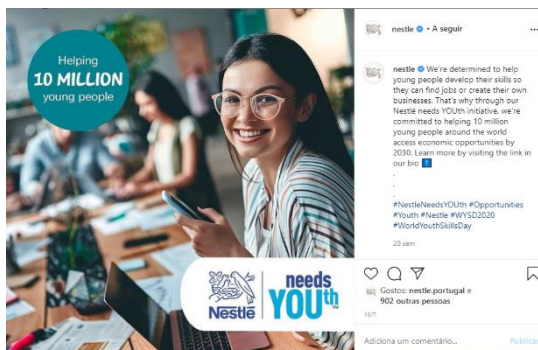 Helping
10 MILLION
young people
Nestlé
needs
YOUth
nestle • A seguir
...
nestle We're determined to help
young people develop their skills so
they can find jobs or create their own
businesses. That's why through our
Nestlé needs YOUth initiative, we're
committed to helping 10 million
young people around the world
access economic opportunities by
2030. Learn more by visiting the link in
our bio ⬆
.
.
.
#NestleNeedsYOUth #Opportunities
#Youth #Nestle #WYSD2020
#WorldYouthSkillsDay
20 sem
Gostos: nestle.portugal e
902 outras pessoas
15/7
Adiciona um comentário...
Publicar